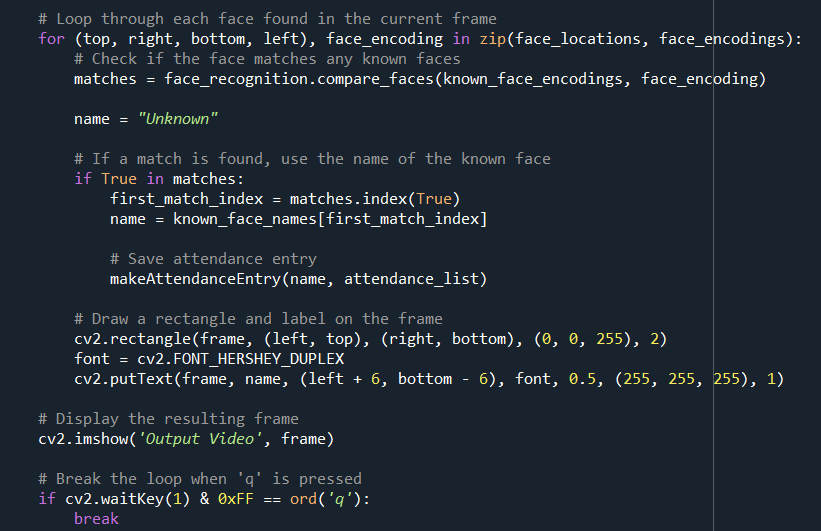 # Loop through each face found in the current frame
for (top, right, bottom, left), face_encoding in zip(face_locations, face_encodings):
    # Check if the face matches any known faces
    matches = face_recognition.compare_faces(known_face_encodings, face_encoding)

    name = "Unknown"

    # If a match is found, use the name of the known face
    if True in matches:
        first_match_index = matches.index(True)
        name = known_face_names[first_match_index]

        # Save attendance entry
        makeAttendanceEntry(name, attendance_list)

    # Draw a rectangle and label on the frame
    cv2.rectangle(frame, (left, top), (right, bottom), (0, 0, 255), 2)
    font = cv2.FONT_HERSHEY_DUPLEX
    cv2.putText(frame, name, (left + 6, bottom - 6), font, 0.5, (255, 255, 255), 1)

# Display the resulting frame
cv2.imshow('Output Video', frame)

# Break the loop when 'q' is pressed
if cv2.waitKey(1) & 0xFF == ord('q'):
    break